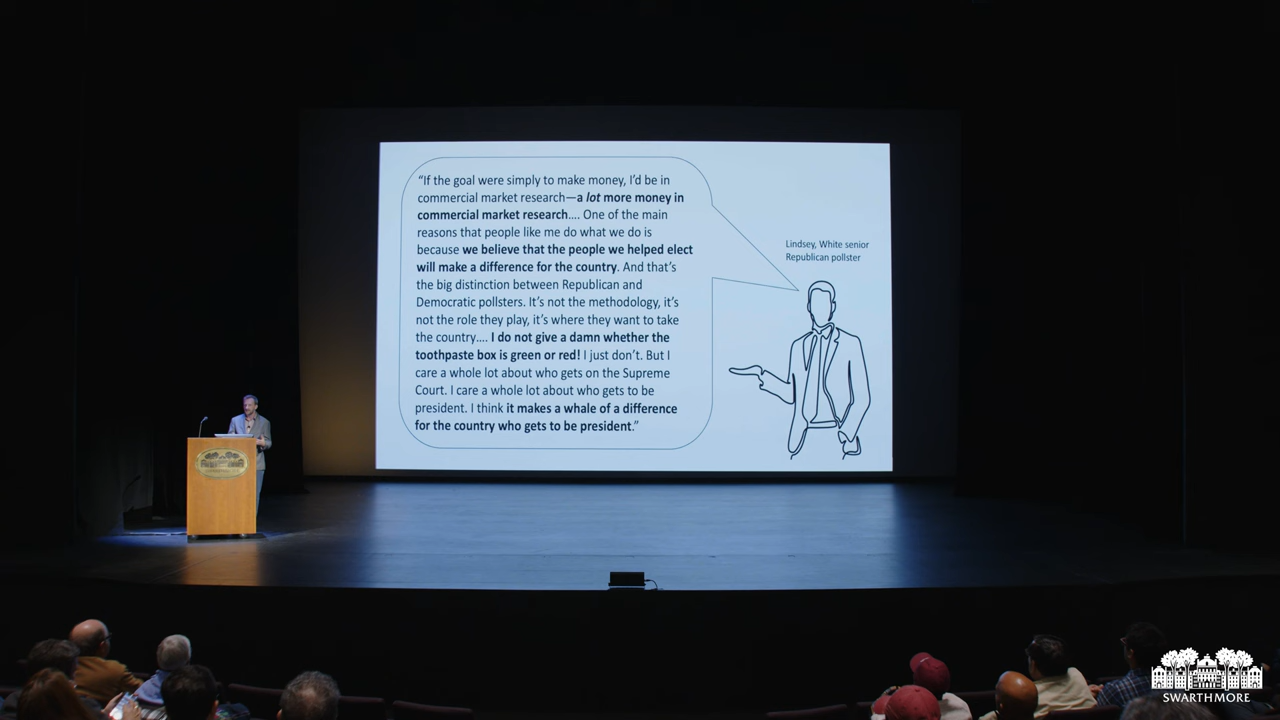 “If the goal were simply to make money, I’d be in
commercial market research—a lot more money in
commercial market research.... One of the main
reasons that people like me do what we do is
because we believe that the people we helped elect
will make a difference for the country. And that’s
the big distinction between Republican and
Democratic pollsters. It’s not the methodology, it’s
not the role they play, it’s where they want to take
the country.... I do not give a damn whether the
toothpaste box is green or red! I just don’t. But I
care a whole lot about who gets on the Supreme
Court. I care a whole lot about who gets to be
president. I think it makes a whale of a difference
for the country who gets to be president.”
Lindsey, White senior
Republican pollster
SWARTHMORE